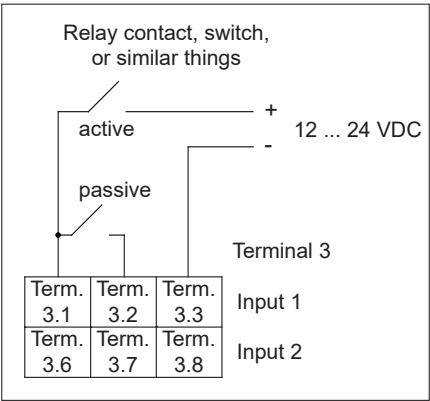 Relay contact, switch,
or similar things
+
active
12 ... 24 VDC
-
passive
Terminal 3
Term. Term. Term.
3.1 3.2 3.3
Input 1
Term. Term. Term.
3.6 3.7 3.8
Input 2